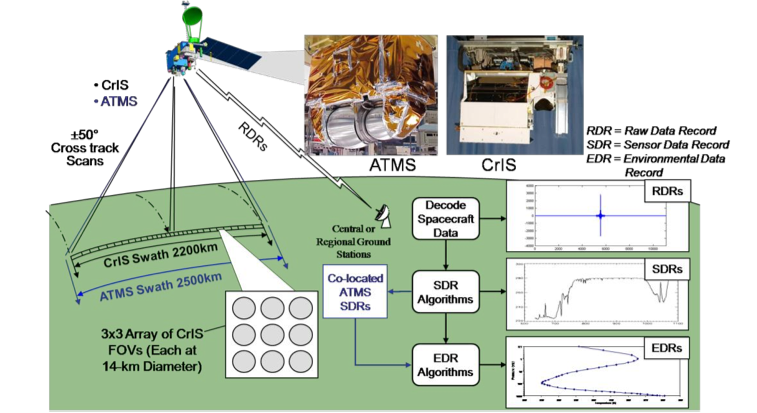 • CrIS
• ATMS
±50°
Cross track
Scans
RDRs
ATMS
CrIS
RDR = Raw Data Record
SDR = Sensor Data Record
EDR = Environmental Data
Record
CrIS Swath 2200km
ATMS Swath 2500km
3x3 Array of CrIS
FOVs (Each at
14-km Diameter)
Central or
Regional Ground
Stations
Decode
Spacecraft
Data
RDRs
Co-located
ATMS
SDRs
SDR
Algorithms
SDRs
EDR
Algorithms
EDRs